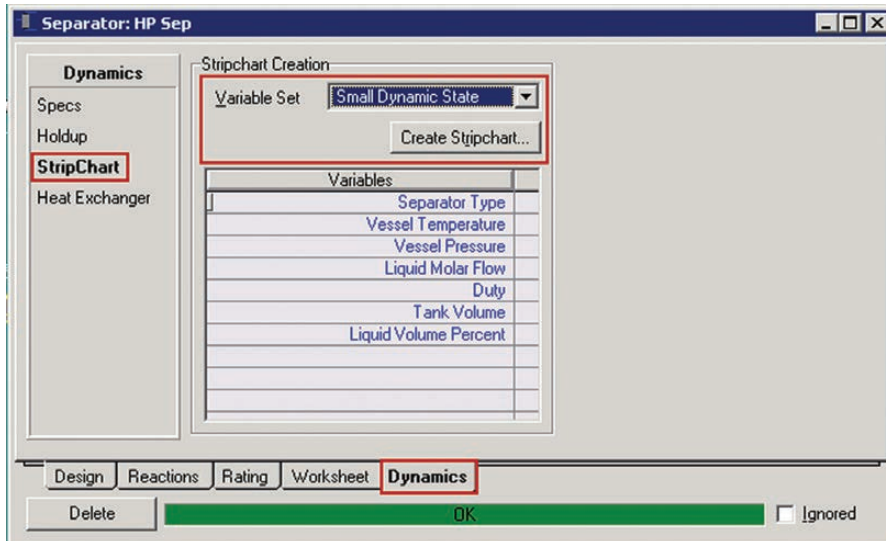 Separator: HP Sep
Dynamics
Specs
Holdup
StripChart
Heat Exchanger
Stripchart Creation
Variable Set
Small Dynamic State
Create Stripchart...
Variables
Separator Type
Vessel Temperature
Vessel Pressure
Liquid Molar Flow
Duty
Tank Volume
Liquid Volume Percent
Design
Reactions
Rating
Worksheet
Dynamics
Delete
OK
Ignored